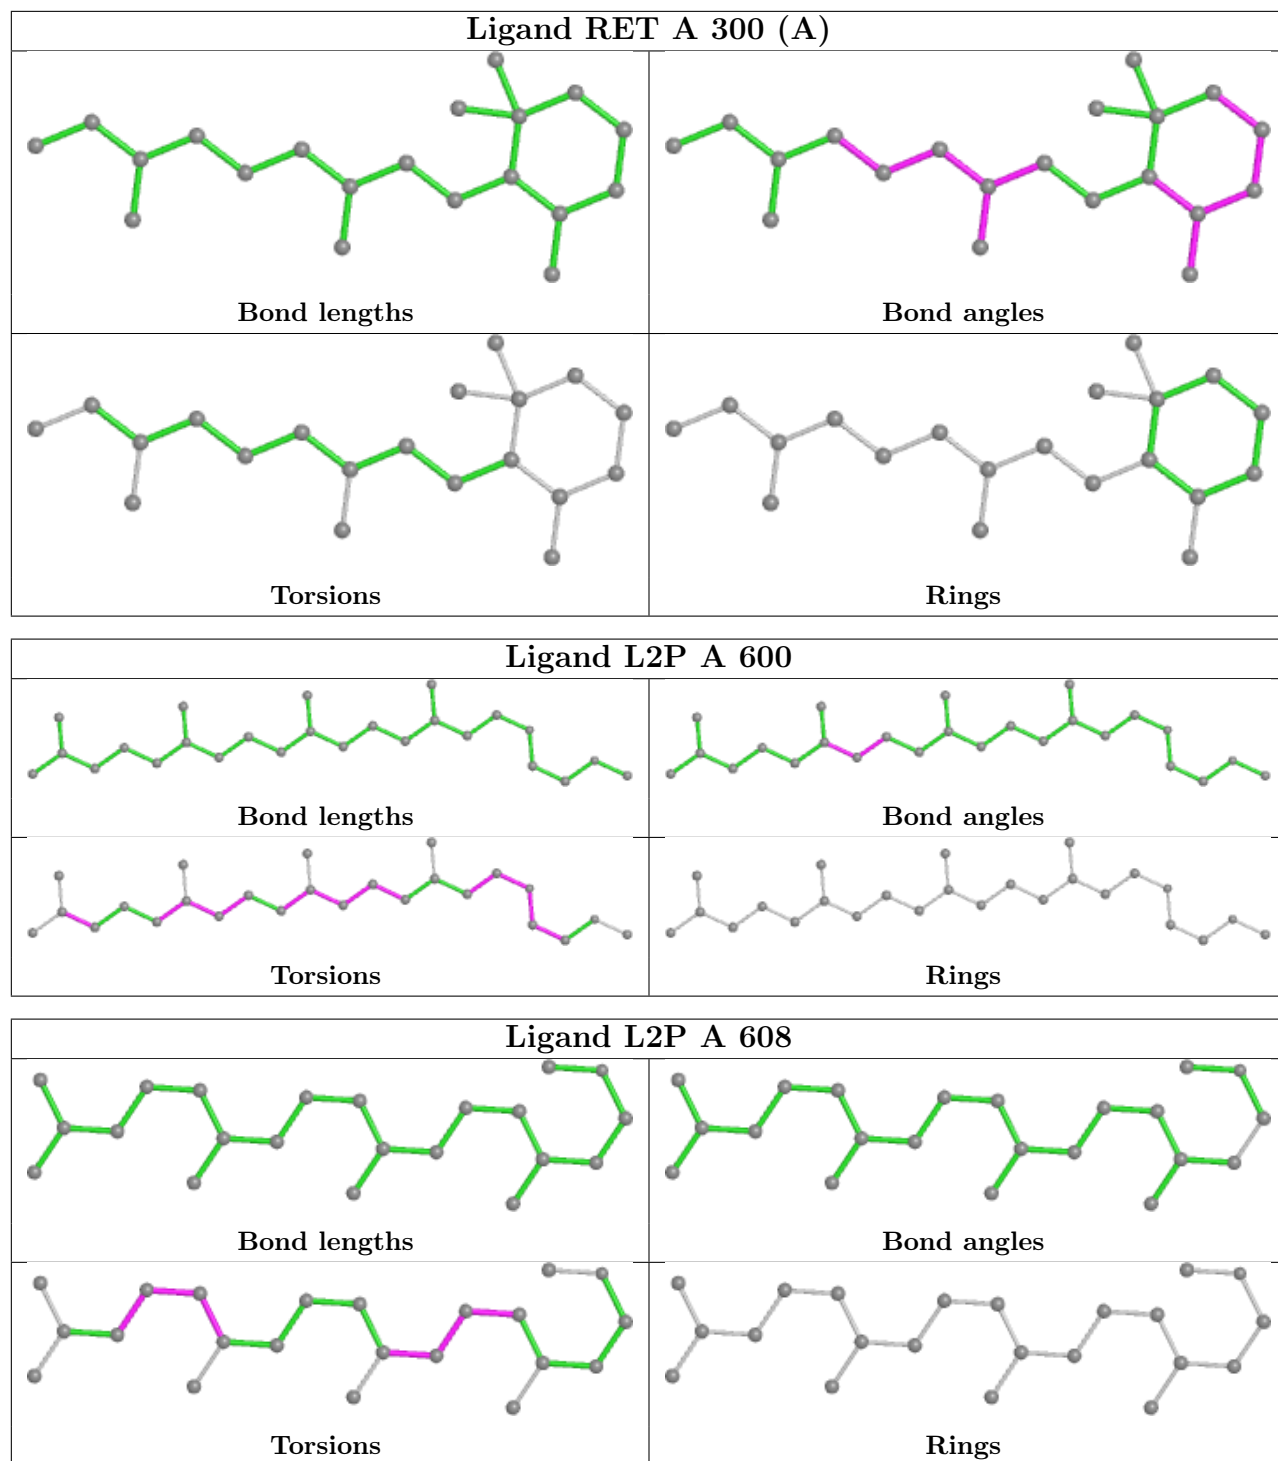 Ligand RET A 300 (A)
Bond lengths
Bond angles
Torsions
Rings
Ligand L2P A 600
Bond lengths
Bond angles
Torsions
Rings
Ligand L2P A 608
Bond lengths
Bond angles
Torsions
Rings